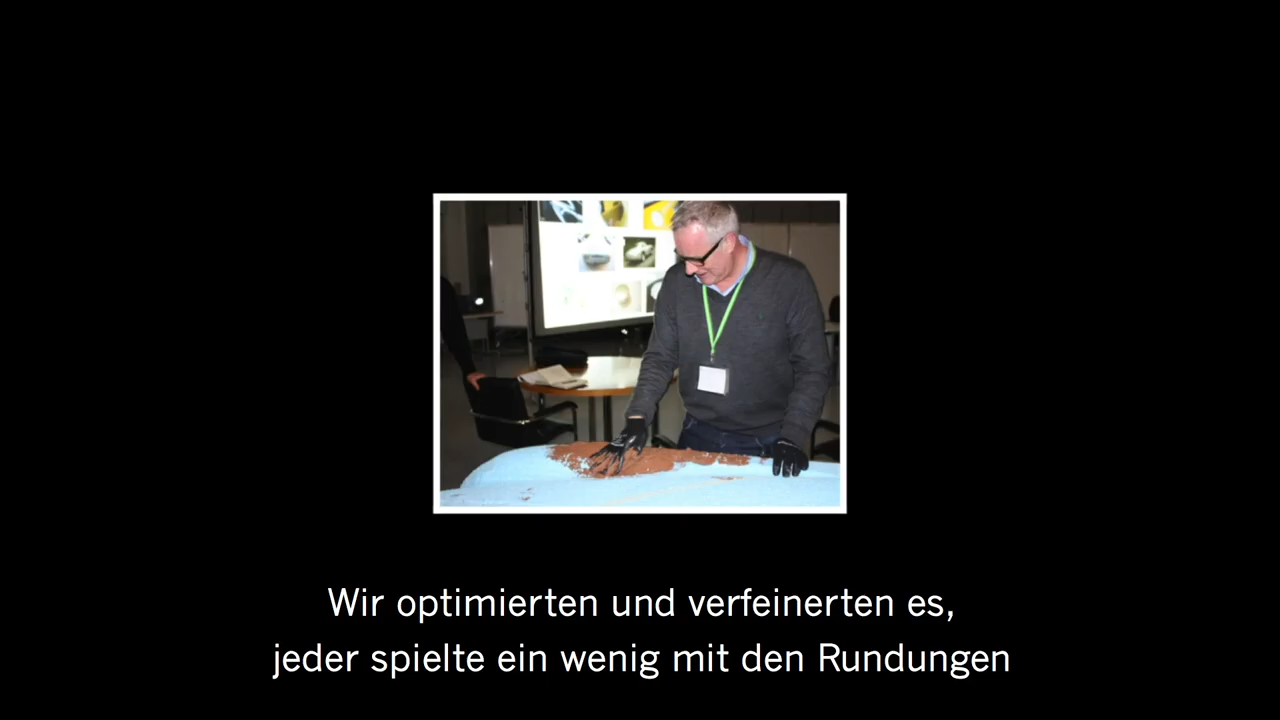 Wir optimierten und verfeinerten es,
jeder spielte ein wenig mit den Rundungen